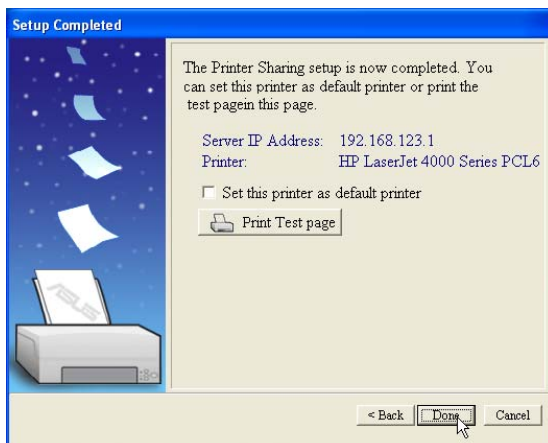 Setup Completed
The Printer Sharing setup is now completed. You
can set this printer as default printer or print the
test pagein this page.
Server IP Address: 192.168.123.1
Printer: HP LaserJet 4000 Series PCL6
Set this printer as default printer
Print Test page
ASUS
< Back Done Cancel